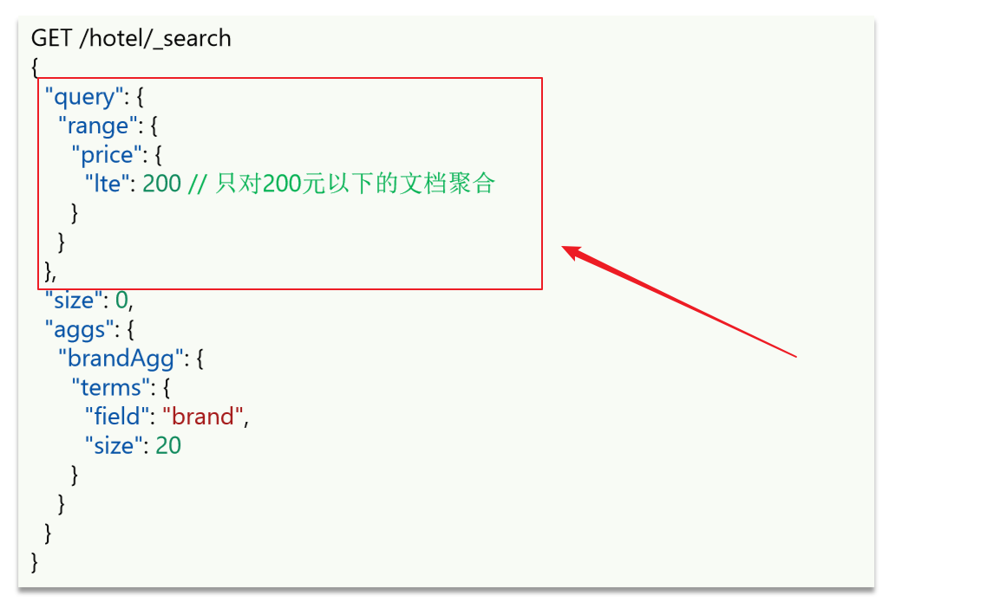 GET /hotel/_search
{
"query": {
"range": {
"price": {
"lte": 200 // 只对200元以下的文档聚合
}
}
},
"size": 0,
"aggs": {
"brandAgg": {
"terms": {
"field": "brand",
"size": 20
}
}
}
}